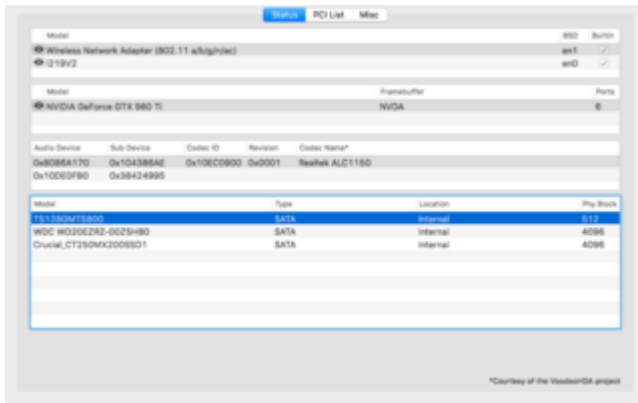 Status PCI List Misc
Model BSD Builtin
Wireless Network Adapter (802.11 a/b/g/n/ac) en1
I219V2 en0
Model Framebuffer Ports
NVIDIA GeForce GTX 980 Ti NVDA 6
Audio Device Sub Device Codec ID Revision Codec Name*
0x8086A170 0x104386AE 0x10EC0900 0x0001 Realtek ALC1150
0x10DE0FB0 0x38424995
Model Type Location Phy Block
TS128GMTS800 SATA Internal 512
WDC WD20EZRZ-00Z5HB0 SATA Internal 4096
Crucial_CT250MX200SSD1 SATA Internal 4096
*Courtesy of the VoodooHDA project